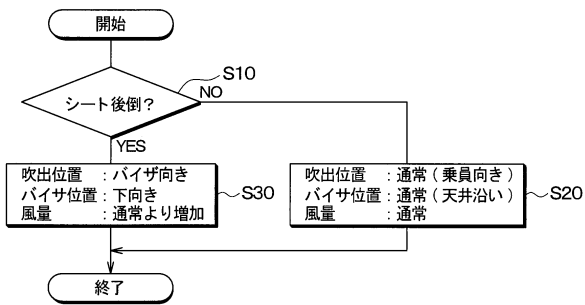 開始
シート後倒？
S10
NO
YES
吹出位置　：バイザ向き
バイサ位置：下向き
風量　　　：通常より増加
S30
吹出位置　：通常（乗員向き）
バイサ位置：通常（天井沿い）
風量　　　：通常
S20
終了